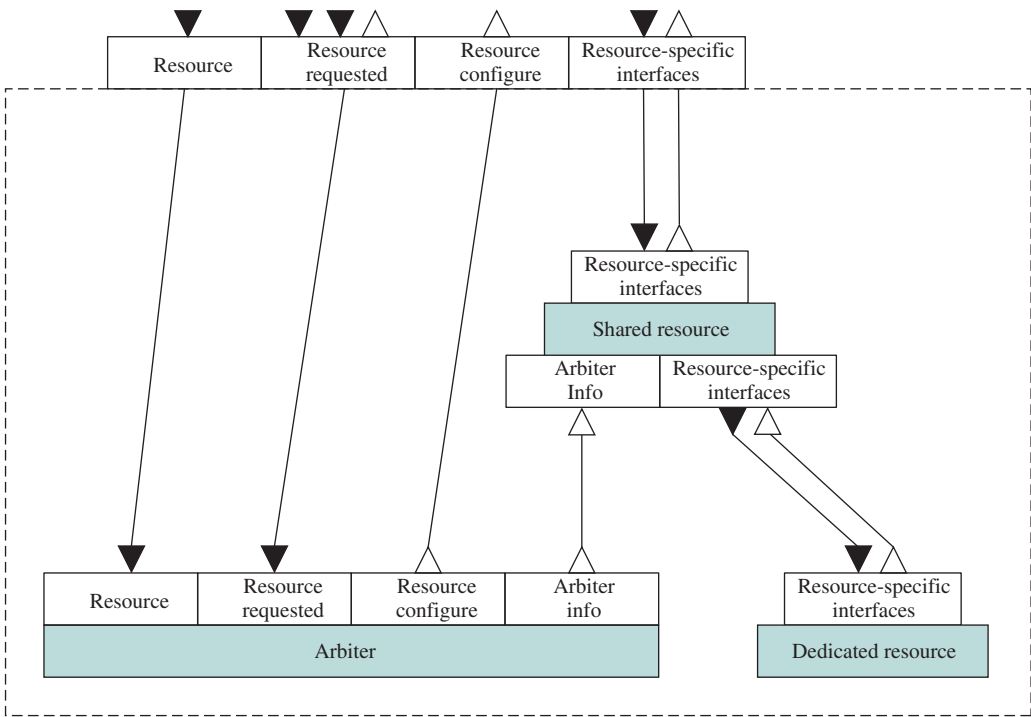 Resource
Resource
requested
Resource
configure
Resource-specific
interfaces
Resource-specific
interfaces
Shared resource
Arbiter
Info
Resource-specific
interfaces
Resource
Resource
requested
Resource
configure
Arbiter
info
Resource-specific
interfaces
Arbiter
Dedicated resource